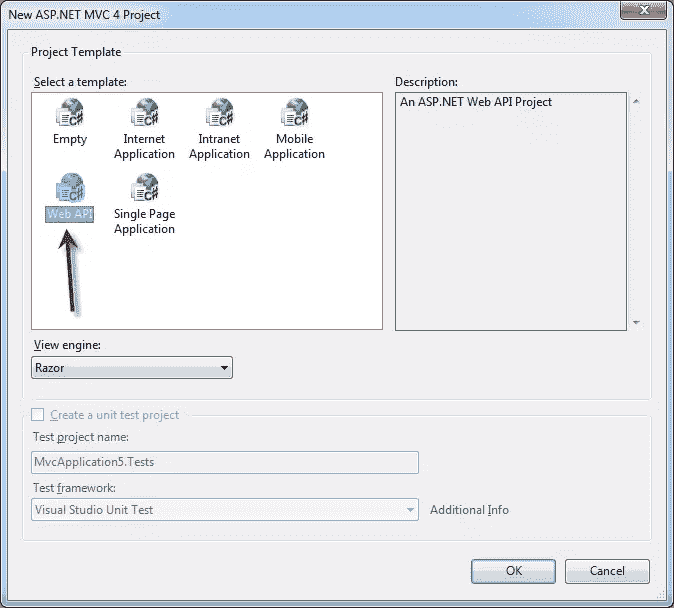 New ASP.NET MVC 4 Project
Project Template
Select a template:
Description:
Empty
Internet Application
Intranet Application
Mobile Application
Web API
Single Page Application
An ASP.NET Web API Project
View engine:
Razor
Create a unit test project
Test project name:
MvcApplication5.Tests
Test framework:
Visual Studio Unit Test
Additional Info
OK
Cancel